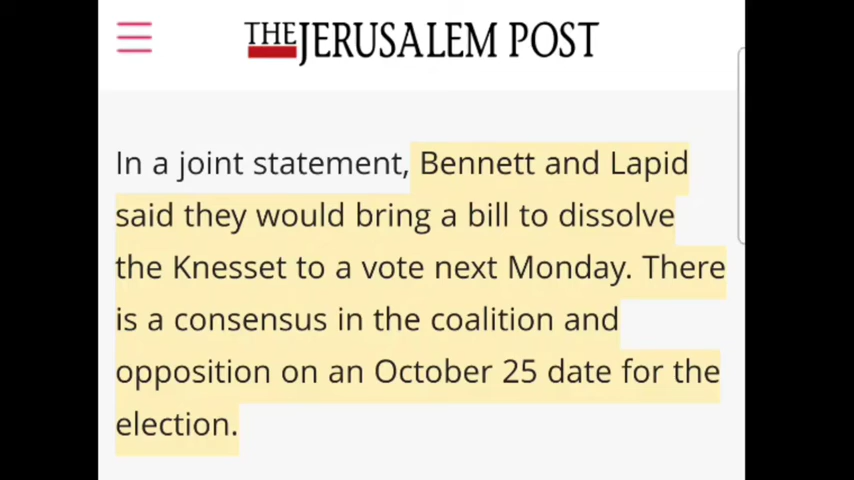 THE JERUSALEM POST
In a joint statement, Bennett and Lapid
said they would bring a bill to dissolve
the Knesset to a vote next Monday. There
is a consensus in the coalition and
opposition on an October 25 date for the
election.